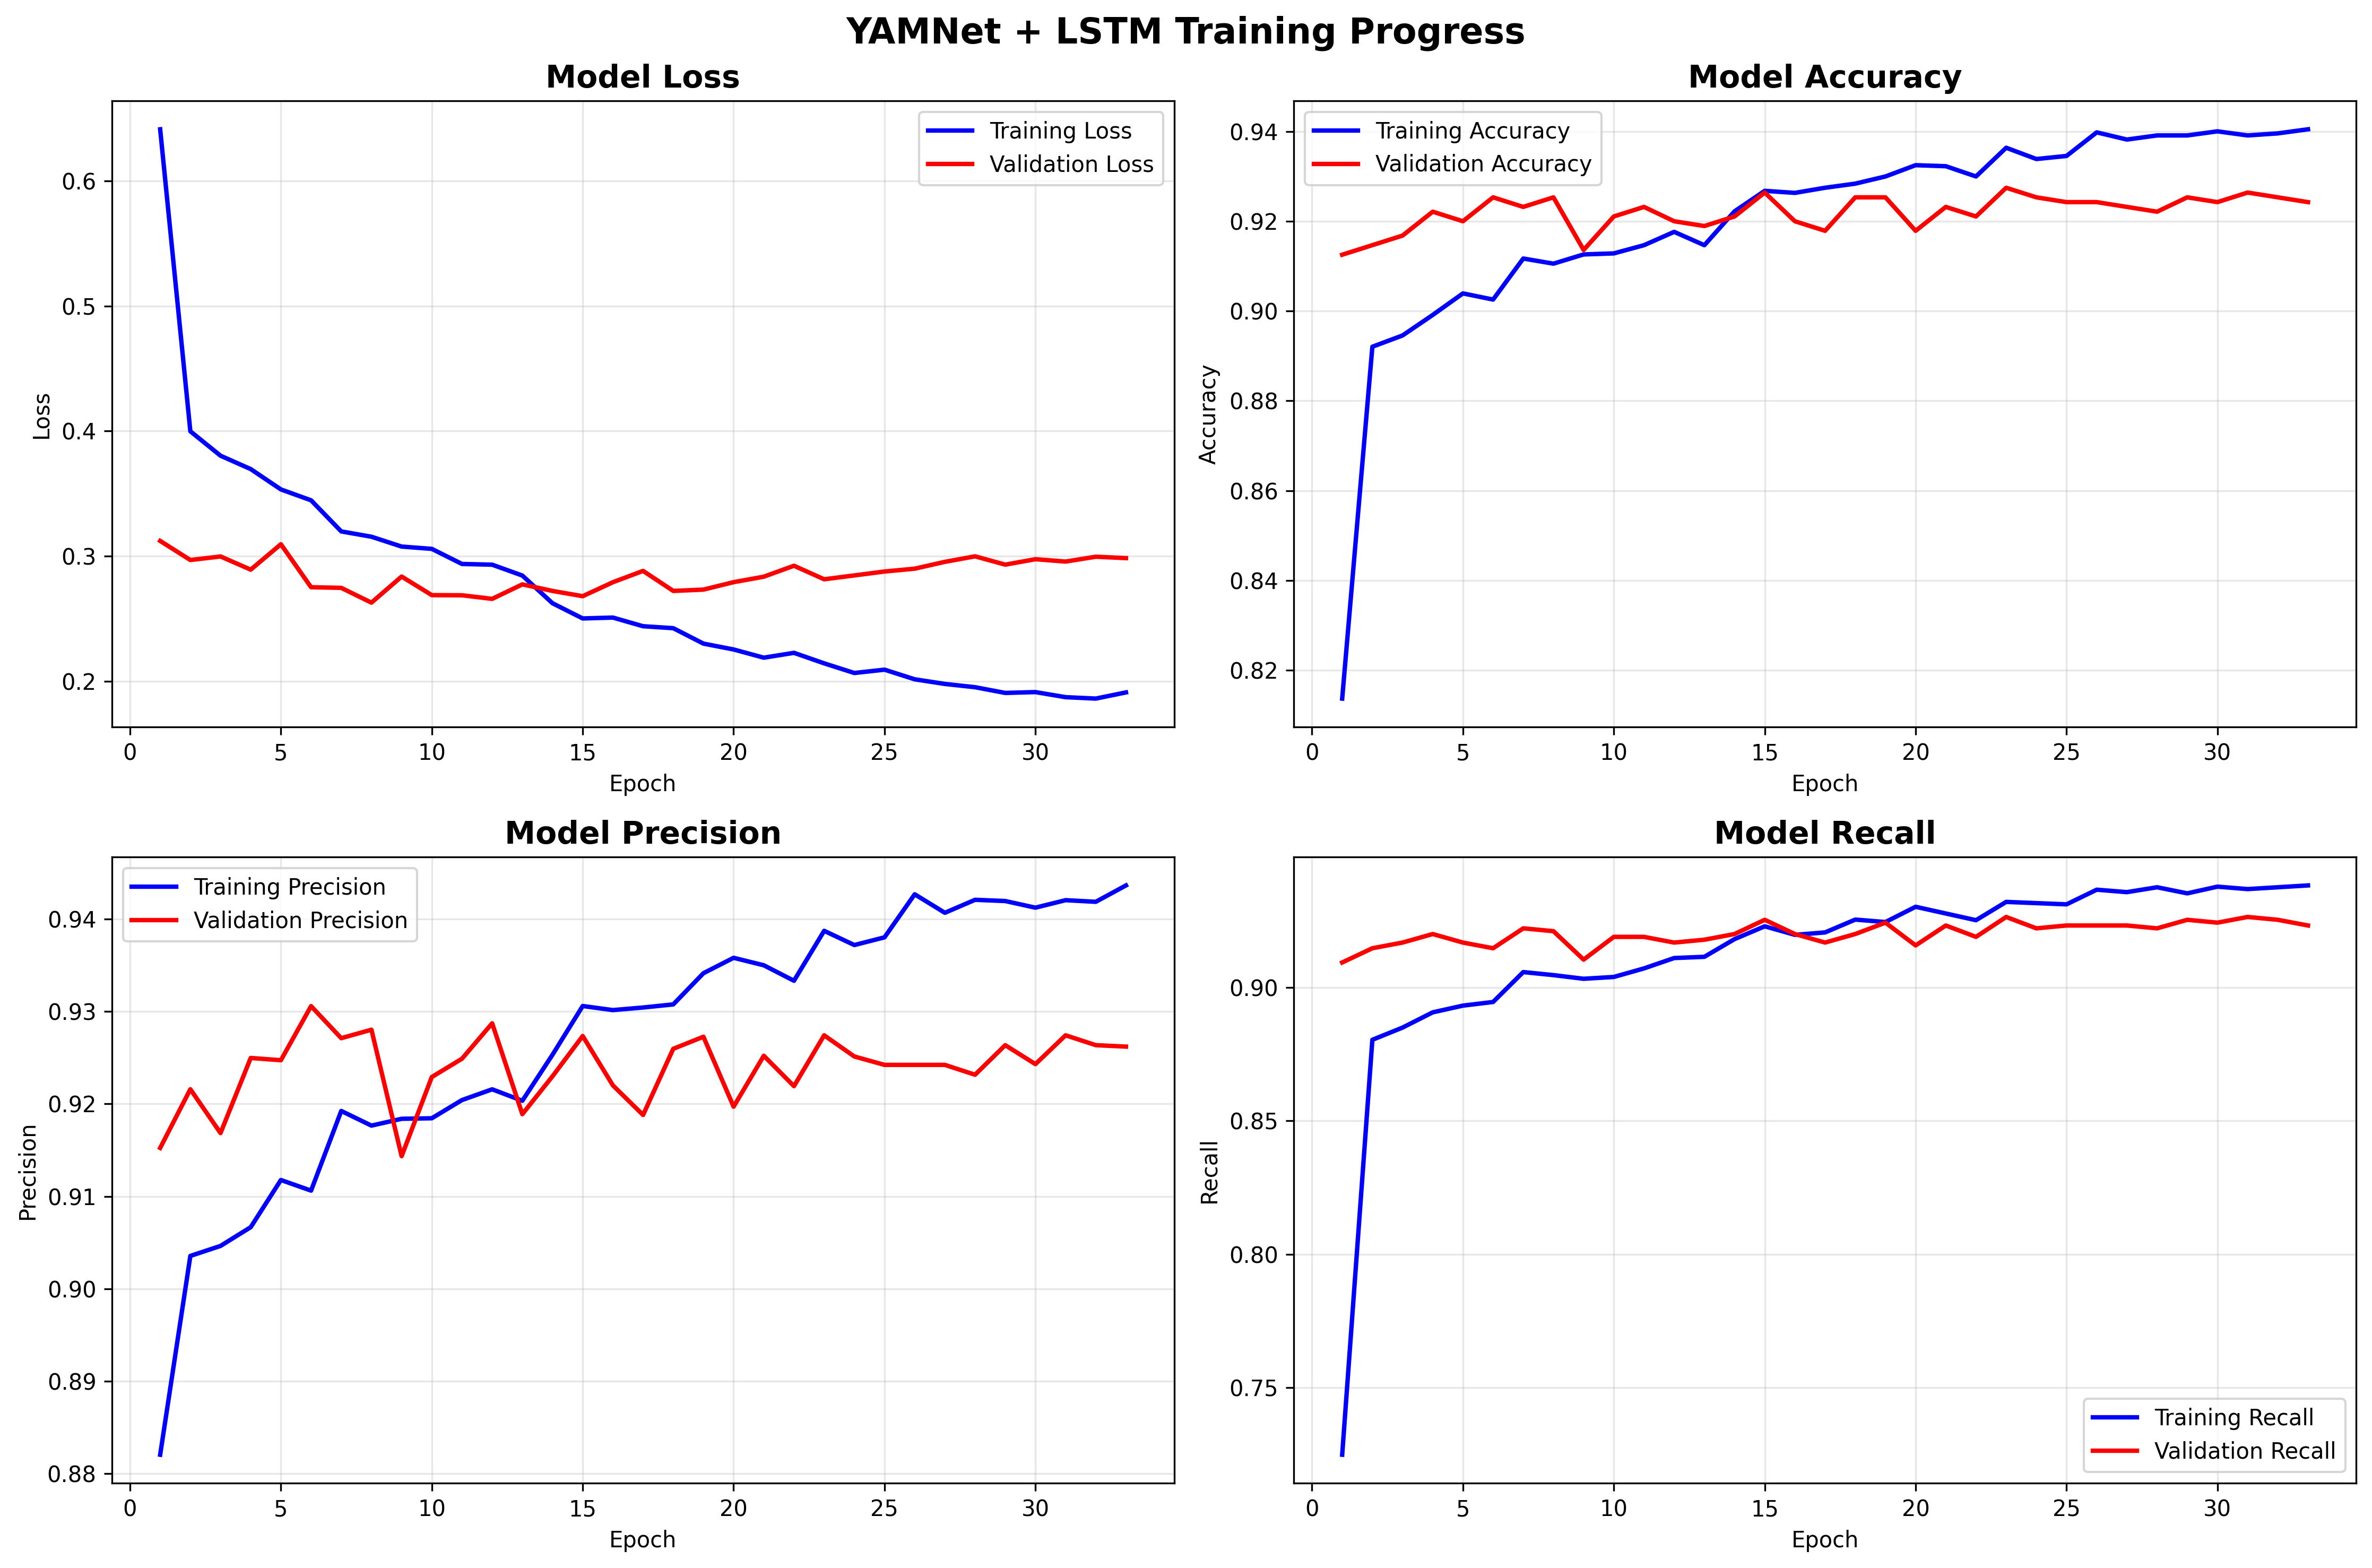 YAMNet + LSTM Training Progress
Model Loss
Training Loss
Validation Loss
0.6
0.5
0.4
0.3
0.2
Loss
0 5 10 15 20 25 30
Epoch
Model Accuracy
Training Accuracy
Validation Accuracy
0.94
0.92
0.90
0.88
0.86
0.84
0.82
Accuracy
0 5 10 15 20 25 30
Epoch
Model Precision
Training Precision
Validation Precision
0.94
0.93
0.92
0.91
0.90
0.89
0.88
Precision
0 5 10 15 20 25 30
Epoch
Model Recall
0.90
0.85
0.80
0.75
Recall
Training Recall
Validation Recall
0 5 10 15 20 25 30
Epoch